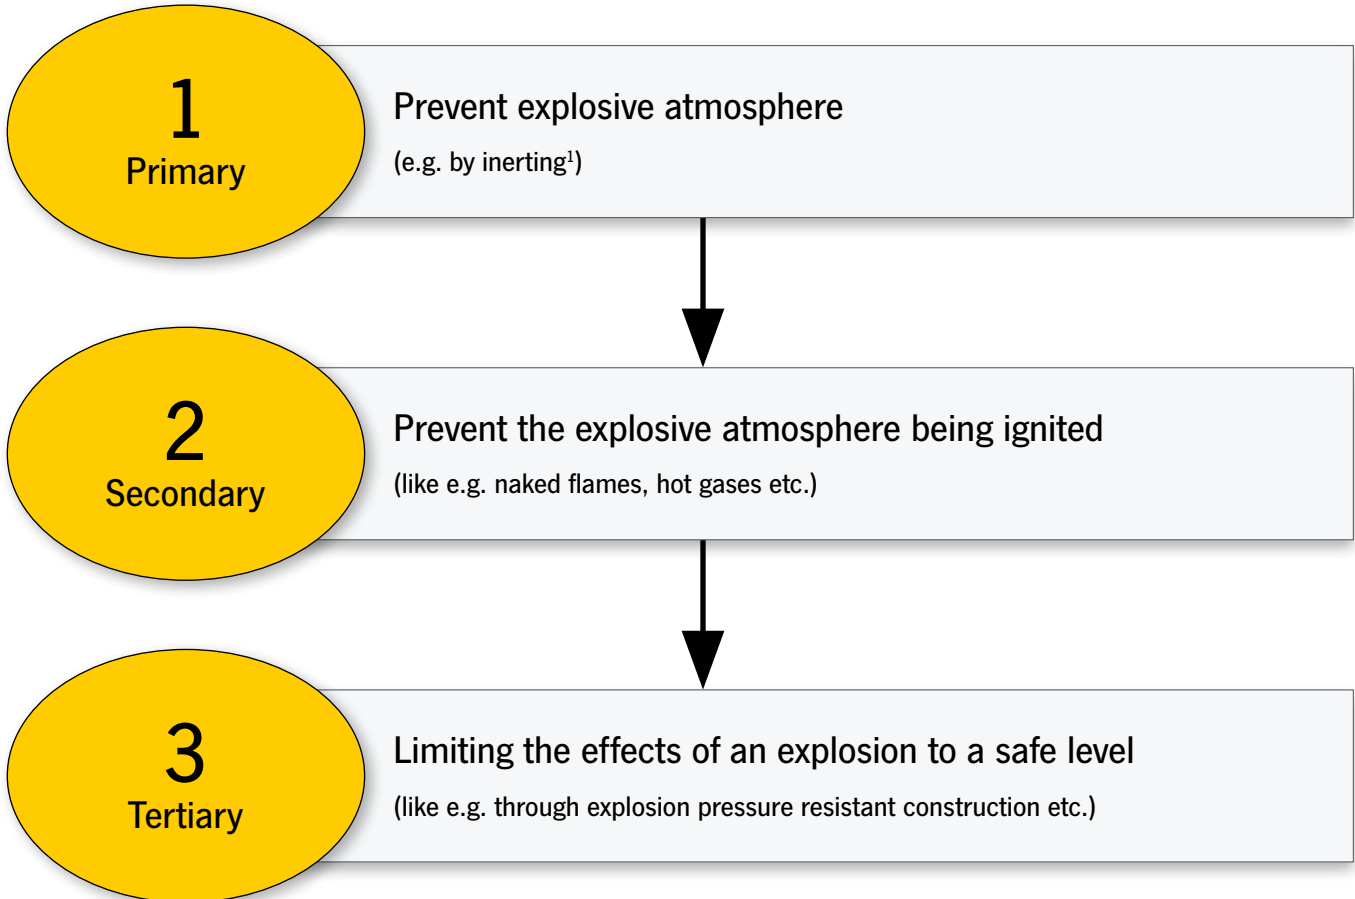 1
Primary
Prevent explosive atmosphere
(e.g. by inerting¹)
2
Secondary
Prevent the explosive atmosphere being ignited
(like e.g. naked flames, hot gases etc.)
3
Tertiary
Limiting the effects of an explosion to a safe level
(like e.g. through explosion pressure resistant construction etc.)